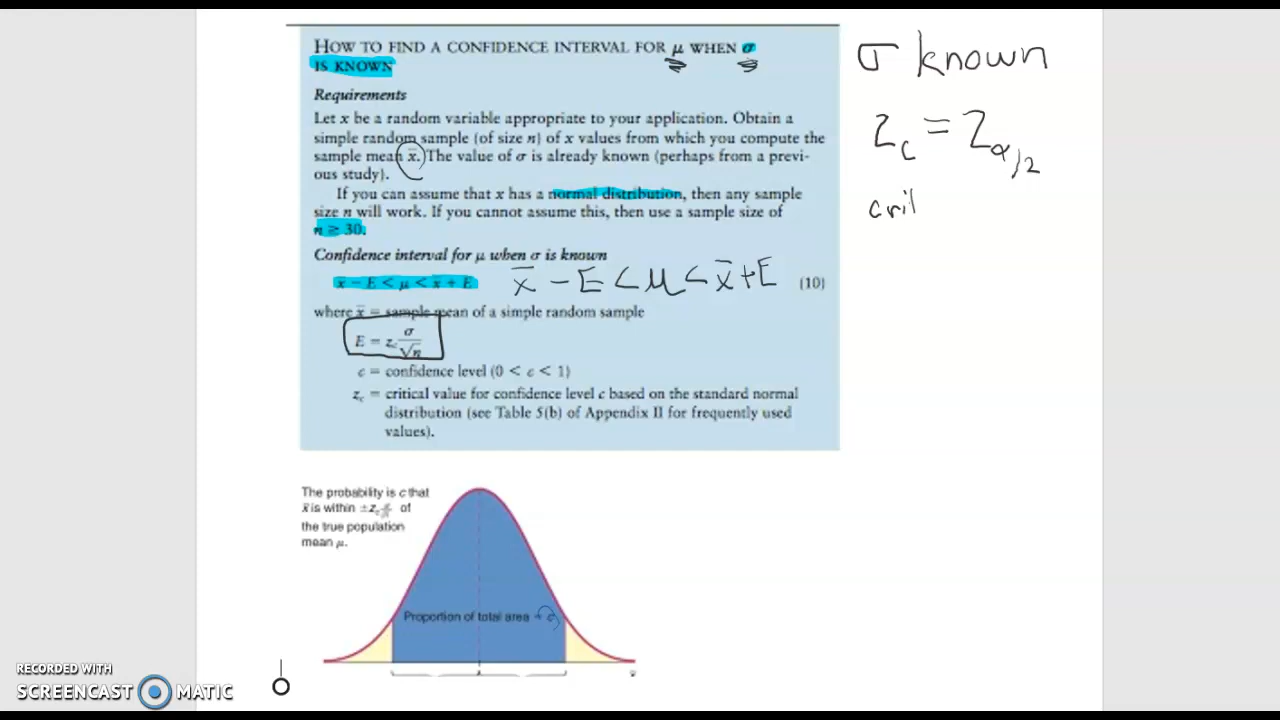 HOW TO FIND A CONFIDENCE INTERVAL FOR μ WHEN σ
IS KNOWN
Requirements
Let x be a random variable appropriate to your application. Obtain a
simple random sample (of size n) of x values from which you compute the
sample mean x̄. The value of σ is already known (perhaps from a previ-
ous study).
If you can assume that x has a normal distribution, then any sample
size n will work. If you cannot assume this, then use a sample size of
n ≥ 30.
Confidence interval for μ when σ is known
x̄ − E < μ < x̄ + E
x̄ − E < μ < x̄ + E
(10)
where x̄ = sample mean of a simple random sample
E = z_c σ/√n
c = confidence level (0 < c < 1)
z_c = critical value for confidence level c based on the standard normal
distribution (see Table 5(b) of Appendix II for frequently used
values).
σ known
Z_c = Z_α/2
cri
The probability is c that
x̄ is within ±z_c σ/√n of
the true population
mean μ.
Proportion of total area = c
x̄
RECORDED WITH
SCREENCAST MATIC